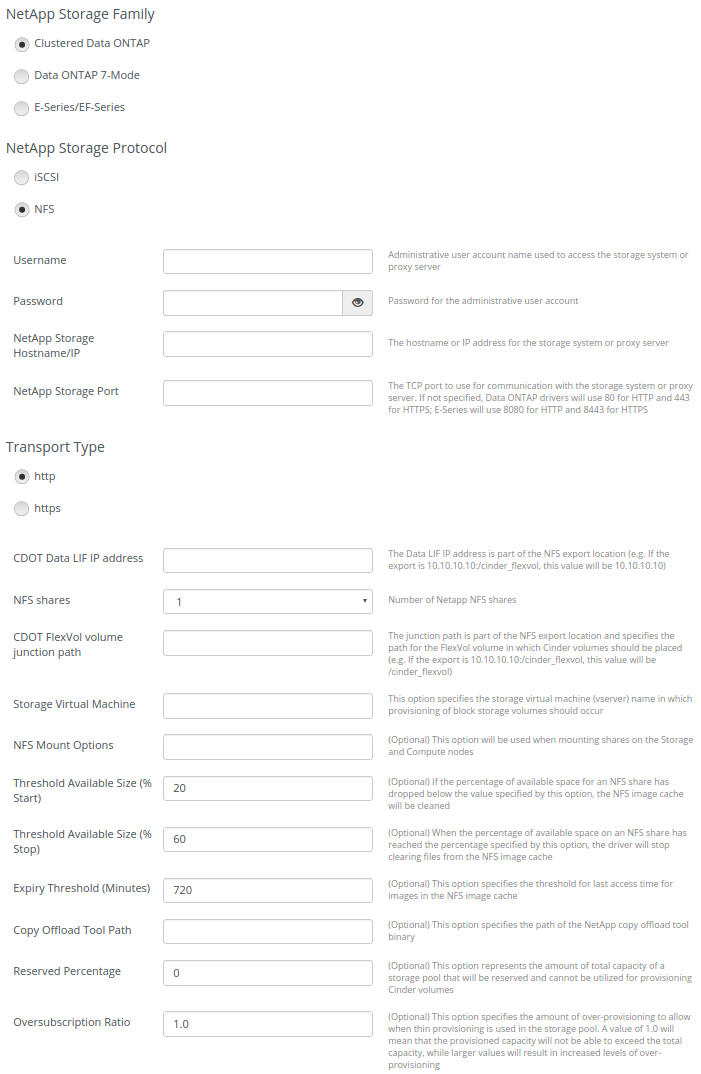 NetApp Storage Family
Clustered Data ONTAP
Data ONTAP 7-Mode
E-Series/EF-Series
NetApp Storage Protocol
iSCSI
NFS
Username
Administrative user account name used to access the storage system or
proxy server
Password
Password for the administrative user account
NetApp Storage
Hostname/IP
The hostname or IP address for the storage system or proxy server
NetApp Storage Port
The TCP port to use for communication with the storage system or proxy
server. If not specified, Data ONTAP drivers will use 80 for HTTP and 443
for HTTPS; E-Series will use 8080 for HTTP and 8443 for HTTPS
Transport Type
http
https
CDOT Data LIF IP address
The Data LIF IP address is part of the NFS export location (e.g. If the
export is 10.10.10.10:/cinder_flexvol, this value will be 10.10.10.10)
NFS shares
1
Number of Netapp NFS shares
CDOT FlexVol volume
junction path
The junction path is part of the NFS export location and specifies the
path for the FlexVol volume in which Cinder volumes should be placed
(e.g. If the export is 10.10.10.10:/cinder_flexvol, this value will be
/cinder_flexvol)
Storage Virtual Machine
This option specifies the storage virtual machine (vserver) name in which
provisioning of block storage volumes should occur
NFS Mount Options
(Optional) This option will be used when mounting shares on the Storage
and Compute nodes
Threshold Available Size (%
Start)
20
(Optional) If the percentage of available space for an NFS share has
dropped below the value specified by this option, the NFS image cache
will be cleaned
Threshold Available Size (%
Stop)
60
(Optional) When the percentage of available space on an NFS share has
reached the percentage specified by this option, the driver will stop
clearing files from the NFS image cache
Expiry Threshold (Minutes)
720
(Optional) This option specifies the threshold for last access time for
images in the NFS image cache
Copy Offload Tool Path
(Optional) This option specifies the path of the NetApp copy offload tool
binary
Reserved Percentage
0
(Optional) This option represents the amount of total capacity of a
storage pool that will be reserved and cannot be utilized for provisioning
Cinder volumes
Oversubscription Ratio
1.0
(Optional) This option specifies the amount of over-provisioning to allow
when thin provisioning is used in the storage pool. A value of 1.0 will
mean that the provisioned capacity will not be able to exceed the total
capacity, while larger values will result in increased levels of over-
provisioning